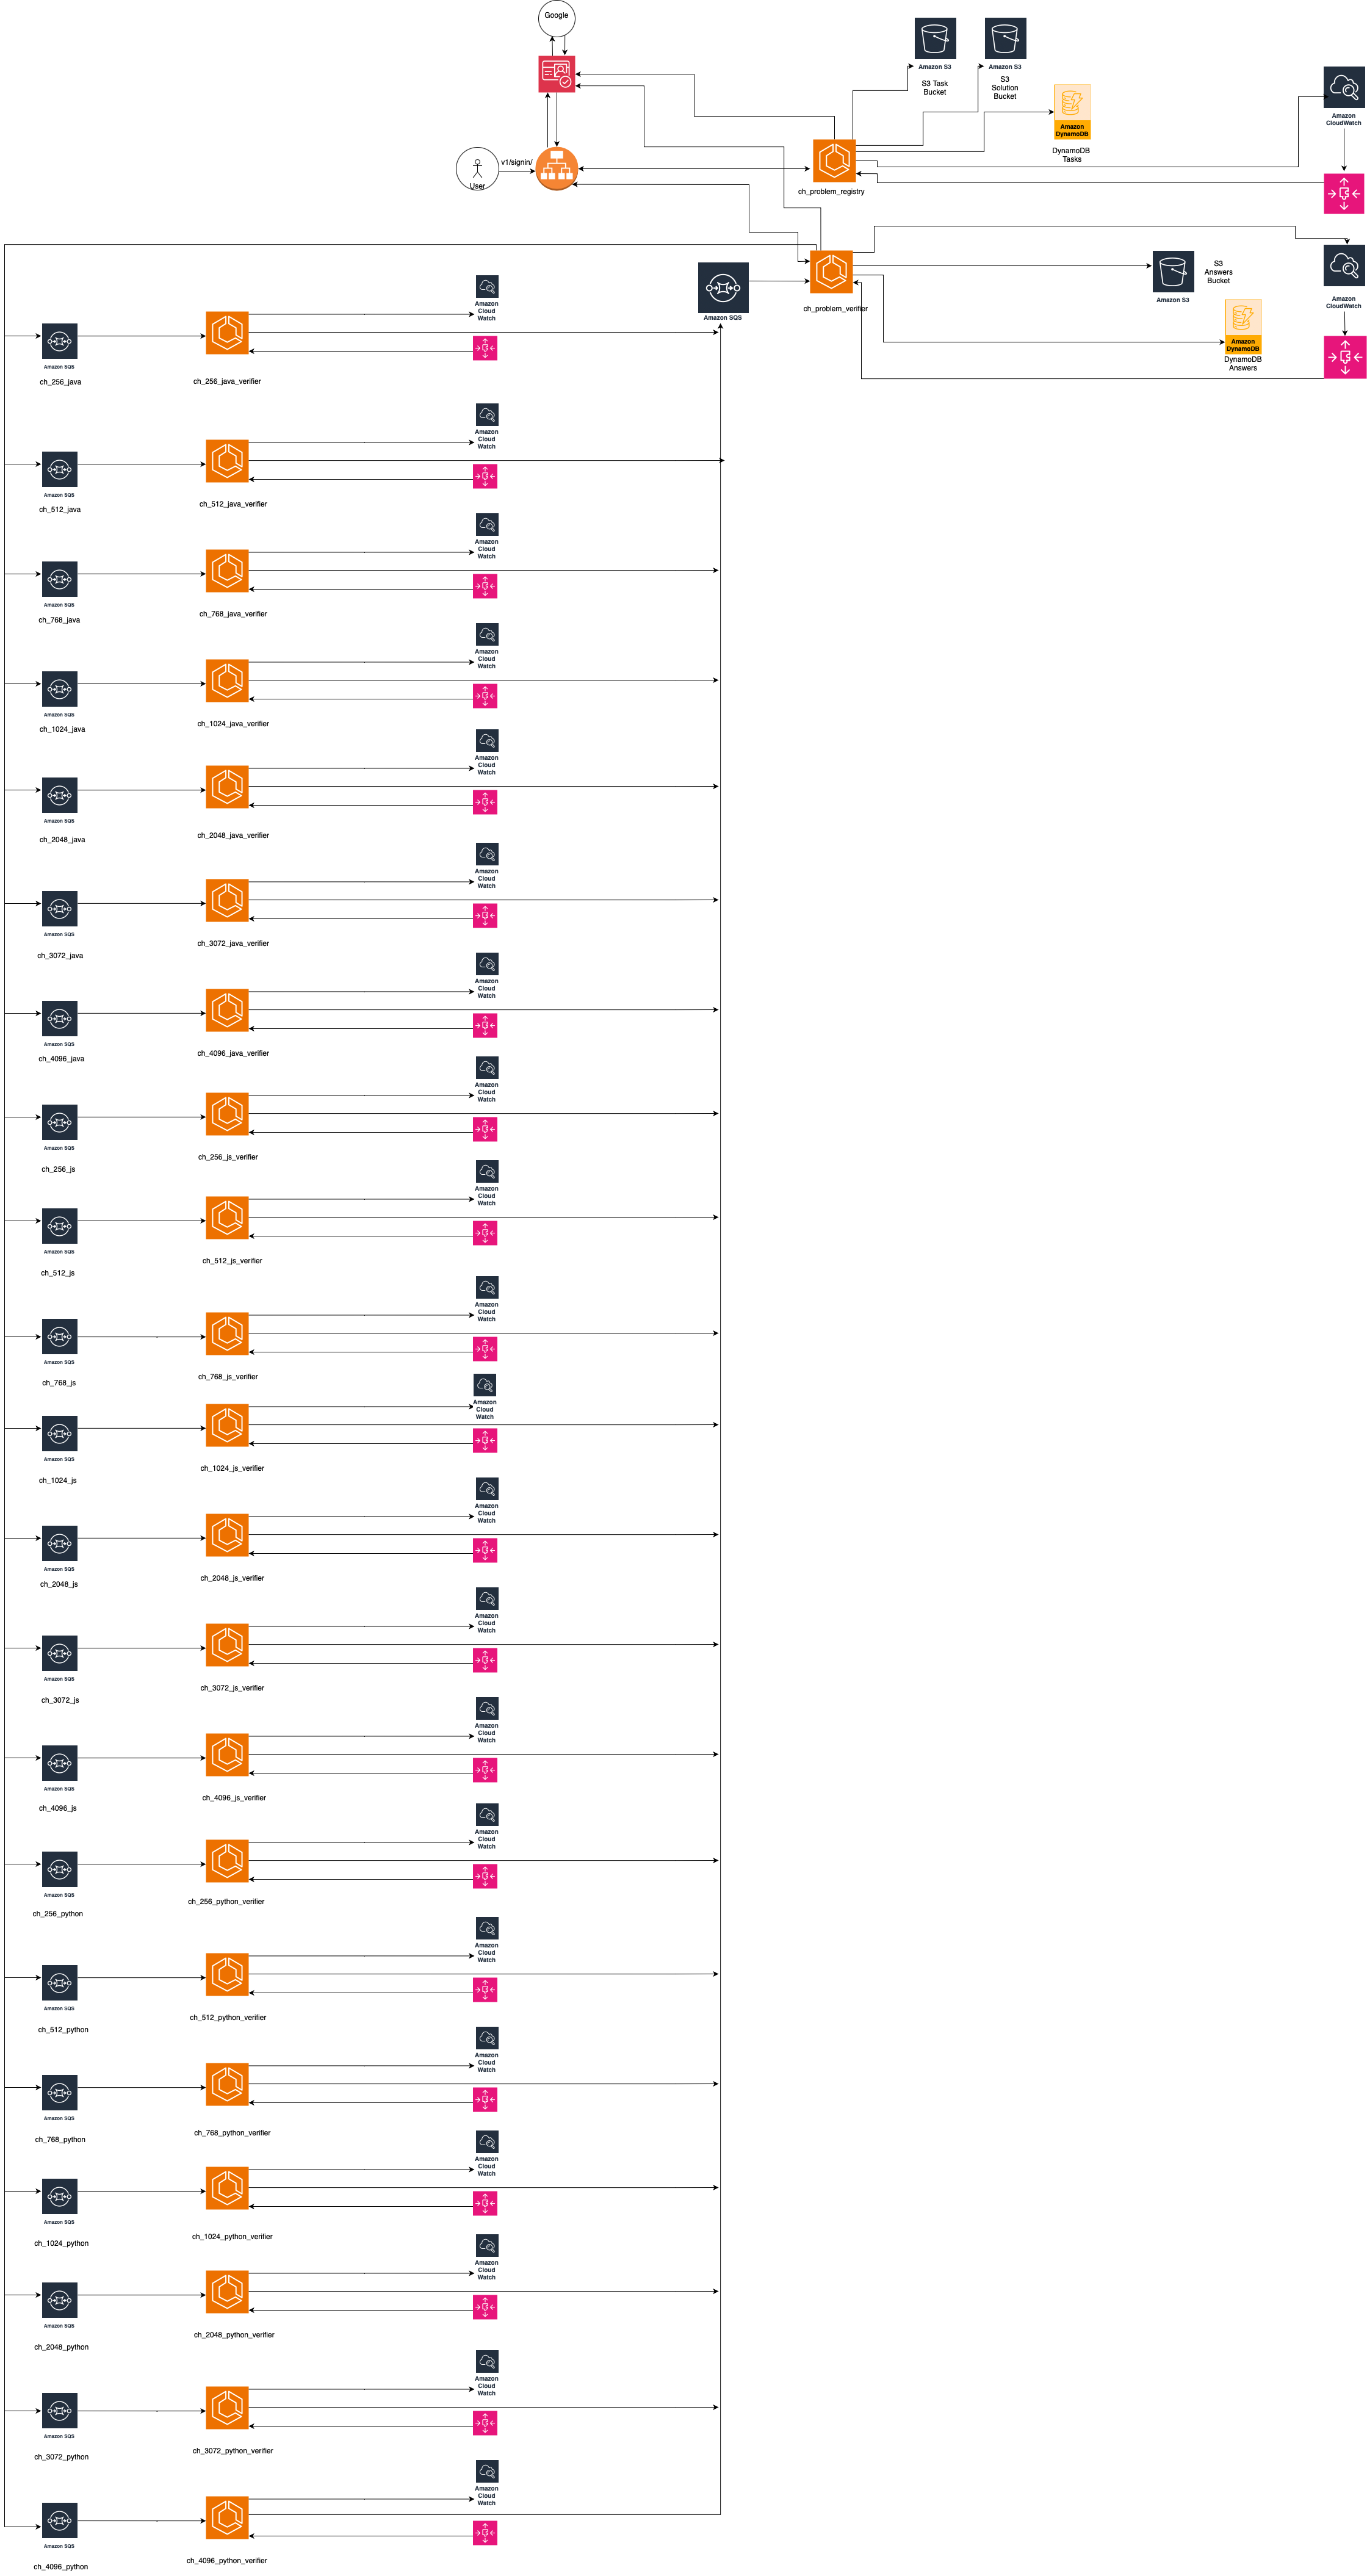 Google
Amazon S3
Amazon S3
S3 Task
Bucket
S3
Solution
Bucket
Amazon
DynamoDB
DynamoDB
Tasks
Amazon
CloudWatch
v1/signin/
User
ch_problem_registry
S3
Answers
Bucket
Amazon S3
Amazon
CloudWatch
Amazon SQS
ch_problem_verifier
Amazon
DynamoDB
DynamoDB
Answers
Amazon
Cloud
Watch
Amazon SQS
ch_256_java
ch_256_java_verifier
Amazon
Cloud
Watch
Amazon SQS
ch_512_java
ch_512_java_verifier
Amazon
Cloud
Watch
Amazon SQS
ch_768_java
ch_768_java_verifier
Amazon
Cloud
Watch
Amazon SQS
ch_1024_java
ch_1024_java_verifier
Amazon
Cloud
Watch
Amazon SQS
ch_2048_java
ch_2048_java_verifier
Amazon
Cloud
Watch
Amazon SQS
ch_3072_java
ch_3072_java_verifier
Amazon
Cloud
Watch
Amazon SQS
ch_4096_java
ch_4096_java_verifier
Amazon
Cloud
Watch
Amazon SQS
ch_256_js
ch_256_js_verifier
Amazon
Cloud
Watch
Amazon SQS
ch_512_js
ch_512_js_verifier
Amazon
Cloud
Watch
Amazon SQS
ch_768_js
ch_768_js_verifier
Amazon
Cloud
Watch
Amazon SQS
ch_1024_js
ch_1024_js_verifier
Amazon
Cloud
Watch
Amazon SQS
ch_2048_js
ch_2048_js_verifier
Amazon
Cloud
Watch
Amazon SQS
ch_3072_js
ch_3072_js_verifier
Amazon
Cloud
Watch
Amazon SQS
ch_4096_js
ch_4096_js_verifier
Amazon
Cloud
Watch
Amazon SQS
ch_256_python
ch_256_python_verifier
Amazon
Cloud
Watch
Amazon SQS
ch_512_python
ch_512_python_verifier
Amazon
Cloud
Watch
Amazon SQS
ch_768_python
ch_768_python_verifier
Amazon
Cloud
Watch
Amazon SQS
ch_1024_python
ch_1024_python_verifier
Amazon
Cloud
Watch
Amazon SQS
ch_2048_python
ch_2048_python_verifier
Amazon
Cloud
Watch
Amazon SQS
ch_3072_python
ch_3072_python_verifier
Amazon
Cloud
Watch
Amazon SQS
ch_4096_python
ch_4096_python_verifier